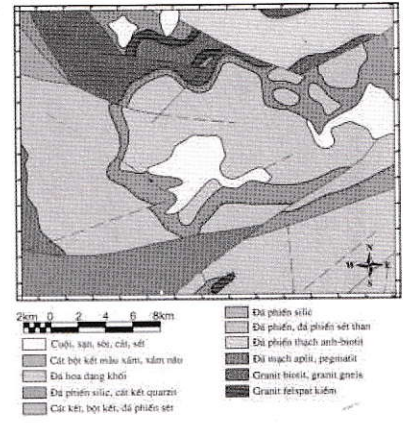 N
W E
S
2km 0 2 4 6 8km
Cuội, sạn, sỏi, cát, sét
Cát bột kết màu xám, xám nâu
Đá hoa dạng khối
Đá phiến silic, cát kết quarzit
Cát kết, bột kết, đá phiến sét
Đá phiến silic
Đá phiến, đá phiến sét than
Đá phiến thạch anh-biotit
Đá mạch aplit, pegmatit
Granit biotit, granit gneis
Granit felspat kiềm